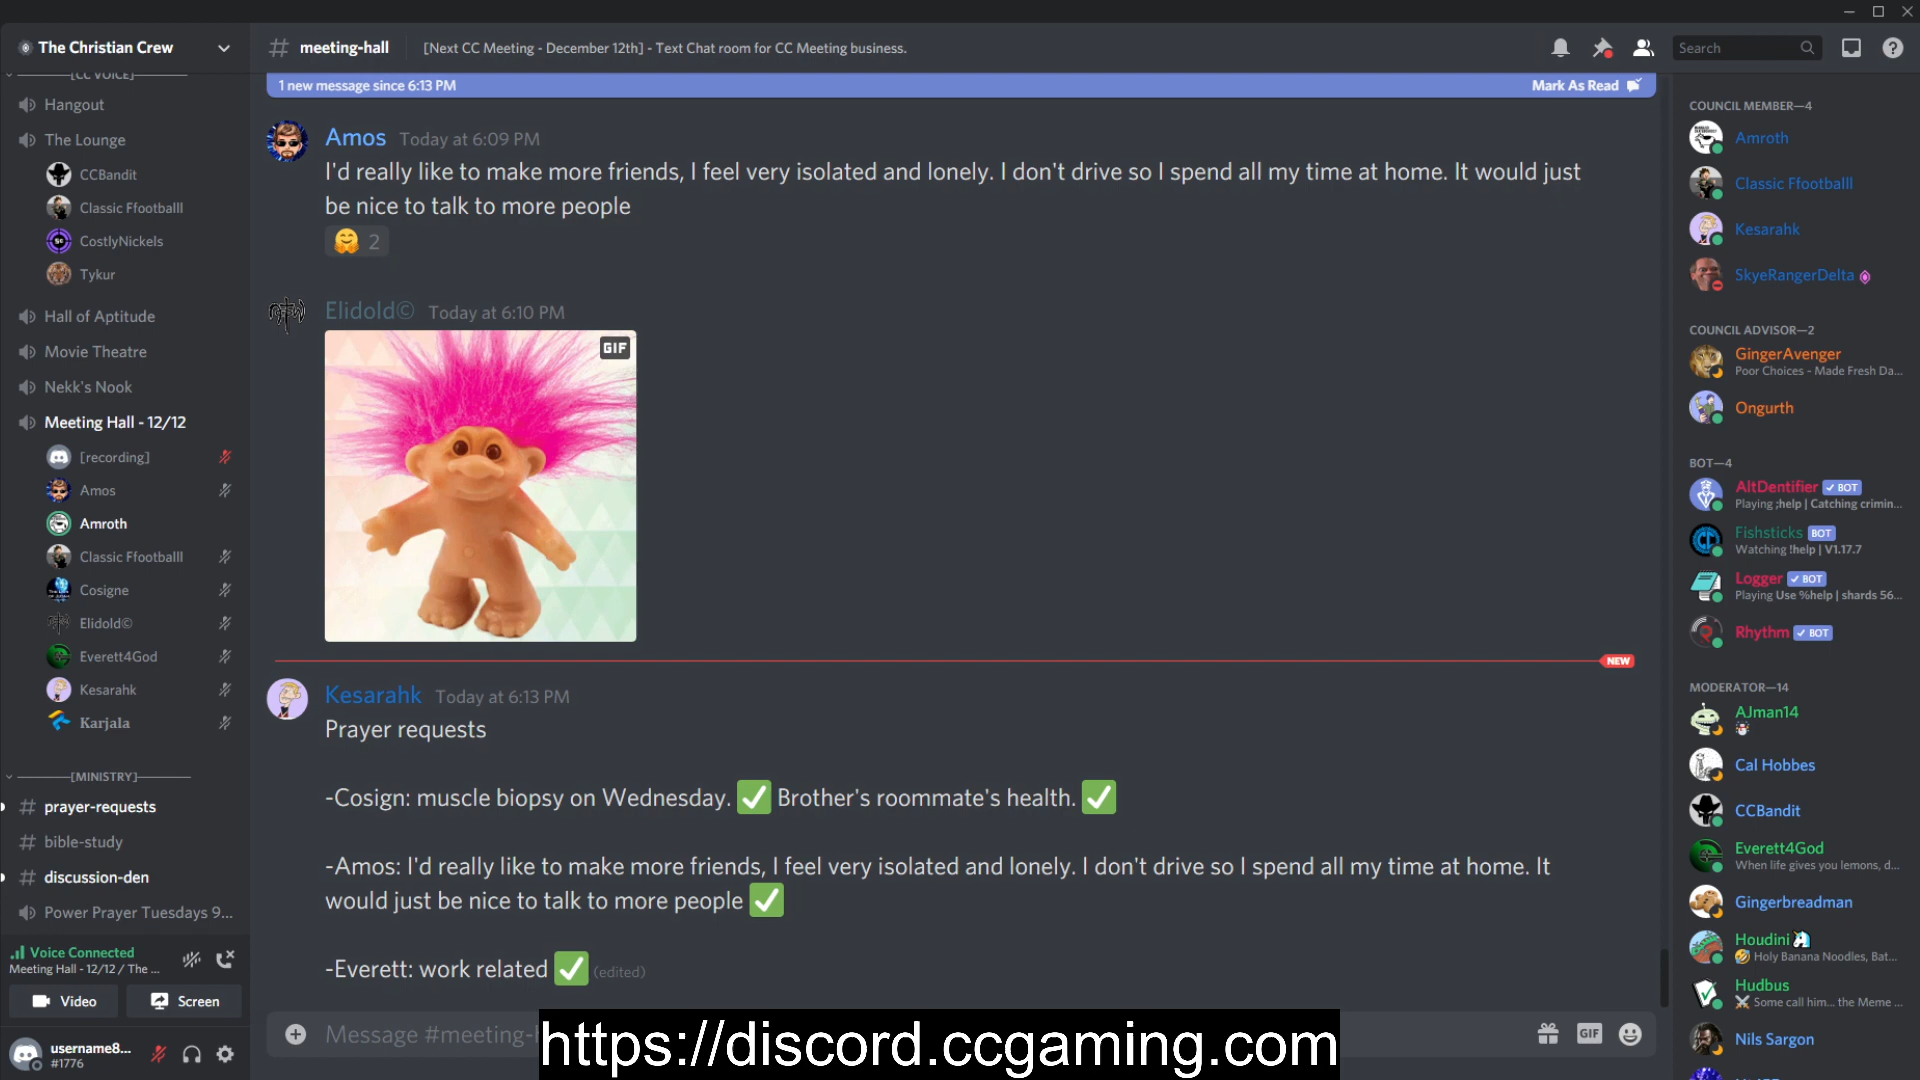 The Christian Crew
[CC VOICE]
Hangout
The Lounge
CCBandit
Classic Ffootballl
CostlyNickels
Tykur
Hall of Aptitude
Movie Theatre
Nekk's Nook
Meeting Hall - 12/12
[recording]
Amos
Amroth
Classic Ffootballl
Cosigne
Elidold©
Everett4God
Kesarahk
Karjala
[MINISTRY]
# prayer-requests
# bible-study
# discussion-den
Power Prayer Tuesdays 9...
Voice Connected
Meeting Hall - 12/12 / The ...
Video Screen
username8...
#1776
# meeting-hall [Next CC Meeting - December 12th] - Text Chat room for CC Meeting business.
Search
1 new message since 6:13 PM Mark As Read
Amos Today at 6:09 PM
I'd really like to make more friends, I feel very isolated and lonely. I don't drive so I spend all my time at home. It would just
be nice to talk to more people
🤗 2
Elidold© Today at 6:10 PM
GIF
NEW
Kesarahk Today at 6:13 PM
Prayer requests
-Cosign: muscle biopsy on Wednesday. ✅ Brother's roommate's health. ✅
-Amos: I'd really like to make more friends, I feel very isolated and lonely. I don't drive so I spend all my time at home. It
would just be nice to talk to more people ✅
-Everett: work related ✅ (edited)
Message #meeting-
GIF
https://discord.ccgaming.com
COUNCIL MEMBER—4
Amroth
Classic Ffootballl
Kesarahk
SkyeRangerDelta
COUNCIL ADVISOR—2
GingerAvenger
Poor Choices - Made Fresh Da...
Ongurth
BOT—4
AltDentifier ✓ BOT
Playing ;help | Catching crimin...
Fishsticks BOT
Watching !help | V1.17.7
Logger ✓ BOT
Playing Use %help | shards 56...
Rhythm ✓ BOT
MODERATOR—14
AJman14
Cal Hobbes
CCBandit
Everett4God
When life gives you lemons, d...
Gingerbreadman
Houdini
🤣 Holy Banana Noodles, Bat...
Hudbus
⚔ Some call him... the Meme ...
Nils Sargon